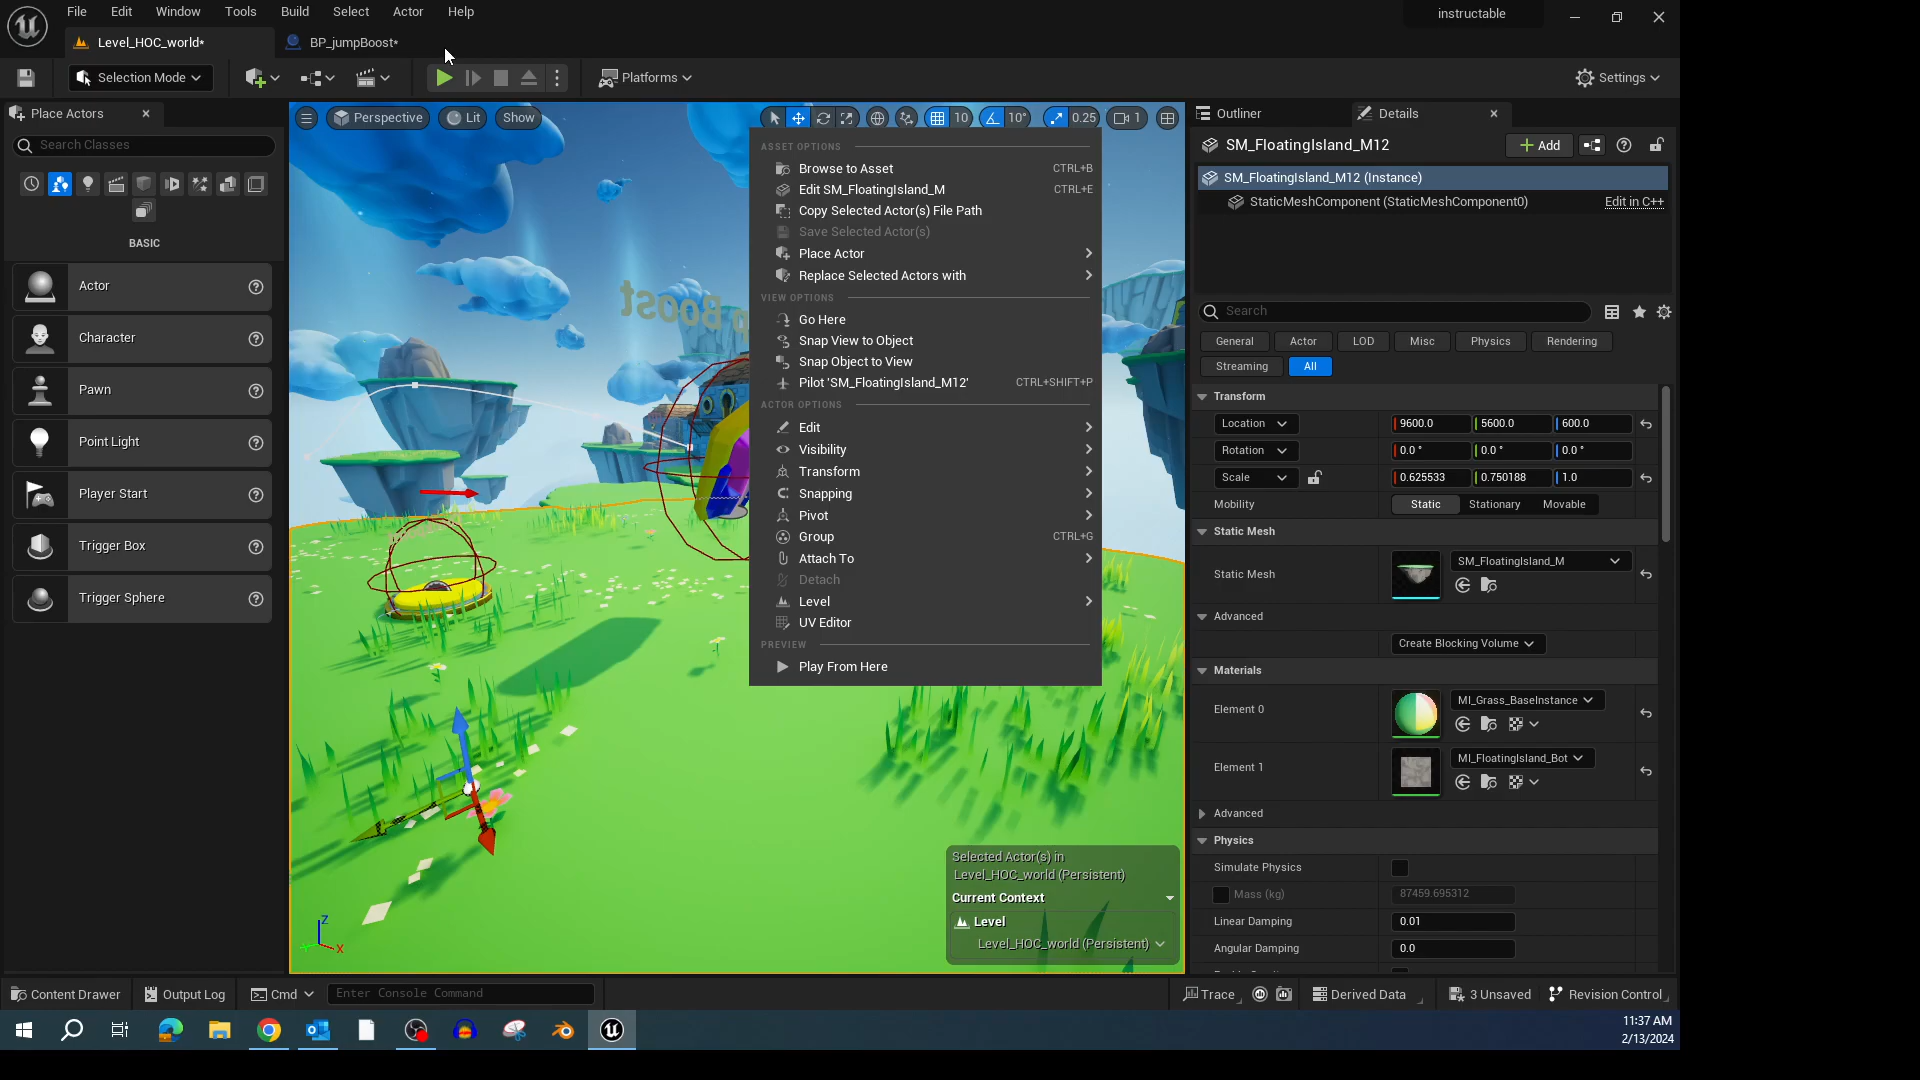 File Edit Window Tools Build Select Actor Help
instructable
Level_HOC_world* BP_jumpBoost*
Selection Mode Platforms Settings
Place Actors
Search Classes
BASIC
Actor
Character
Pawn
Point Light
Player Start
Trigger Box
Trigger Sphere
Perspective Lit Show 10 10° 0.25 1
Boost
ASSET OPTIONS
Browse to Asset CTRL+B
Edit SM_FloatingIsland_M CTRL+E
Copy Selected Actor(s) File Path
Save Selected Actor(s)
Place Actor
Replace Selected Actors with
VIEW OPTIONS
Go Here
Snap View to Object
Snap Object to View
Pilot 'SM_FloatingIsland_M12' CTRL+SHIFT+P
ACTOR OPTIONS
Edit
Visibility
Transform
Snapping
Pivot
Group CTRL+G
Attach To
Detach
Level
UV Editor
PREVIEW
Play From Here
Z
X
Selected Actor(s) in
Level_HOC_world (Persistent)
Current Context
Level
Level_HOC_world (Persistent)
Outliner Details
SM_FloatingIsland_M12 Add
SM_FloatingIsland_M12 (Instance)
StaticMeshComponent (StaticMeshComponent0) Edit in C++
Search
General Actor LOD Misc Physics Rendering
Streaming All
Transform
Location 9600.0 5600.0 600.0
Rotation 0.0 ° 0.0 ° 0.0 °
Scale 0.625533 0.750188 1.0
Mobility Static Stationary Movable
Static Mesh
Static Mesh SM_FloatingIsland_M
Advanced
Create Blocking Volume
Materials
Element 0 MI_Grass_BaseInstance
Element 1 MI_FloatingIsland_Bot
Advanced
Physics
Simulate Physics
Mass (kg) 87459.695312
Linear Damping 0.01
Angular Damping 0.0
Content Drawer Output Log Cmd Enter Console Command Trace Derived Data 3 Unsaved Revision Control
11:37 AM
2/13/2024